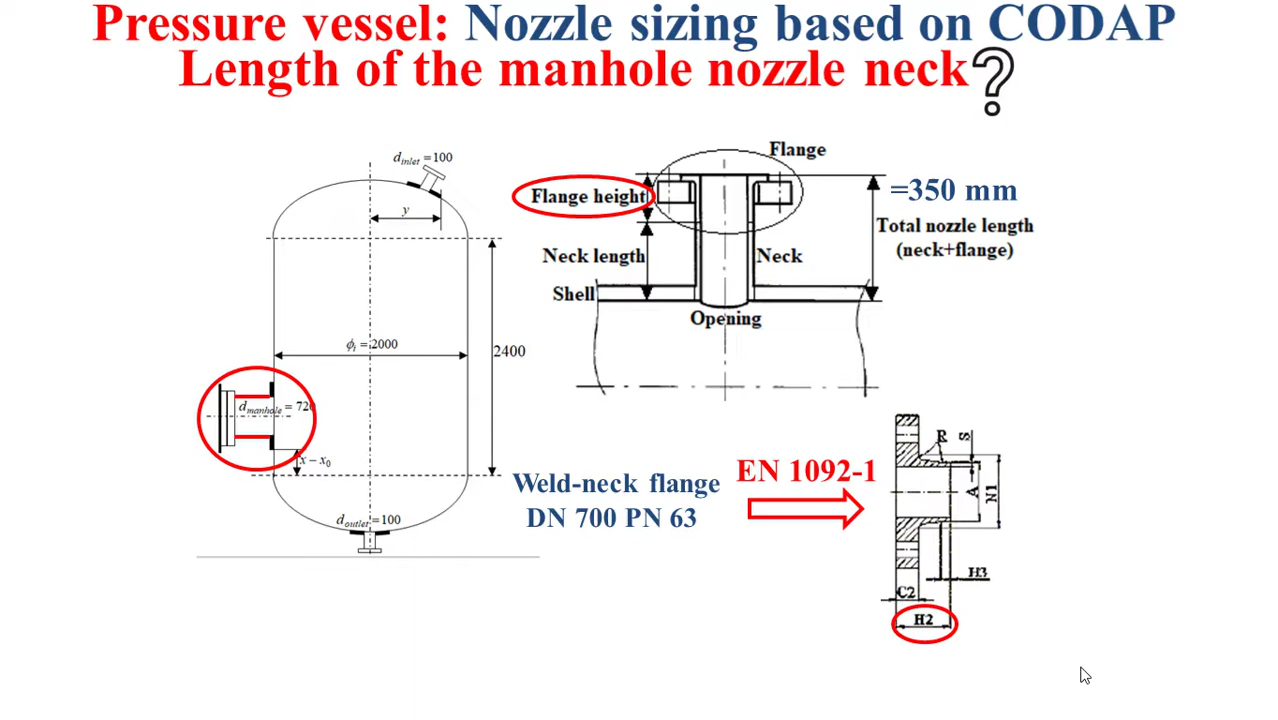 Pressure vessel: Nozzle sizing based on CODAP
Length of the manhole nozzle neck?
d_inlet =100
y
ϕ_i =2000
2400
d_manhole = 720
x – x_0
d_outlet =100
Flange
Flange height
=350 mm
Total nozzle length
(neck+flange)
Neck length
Neck
Shell
Opening
Weld-neck flange
DN 700 PN 63
EN 1092-1
R
S
A
N1
H3
C2
H2